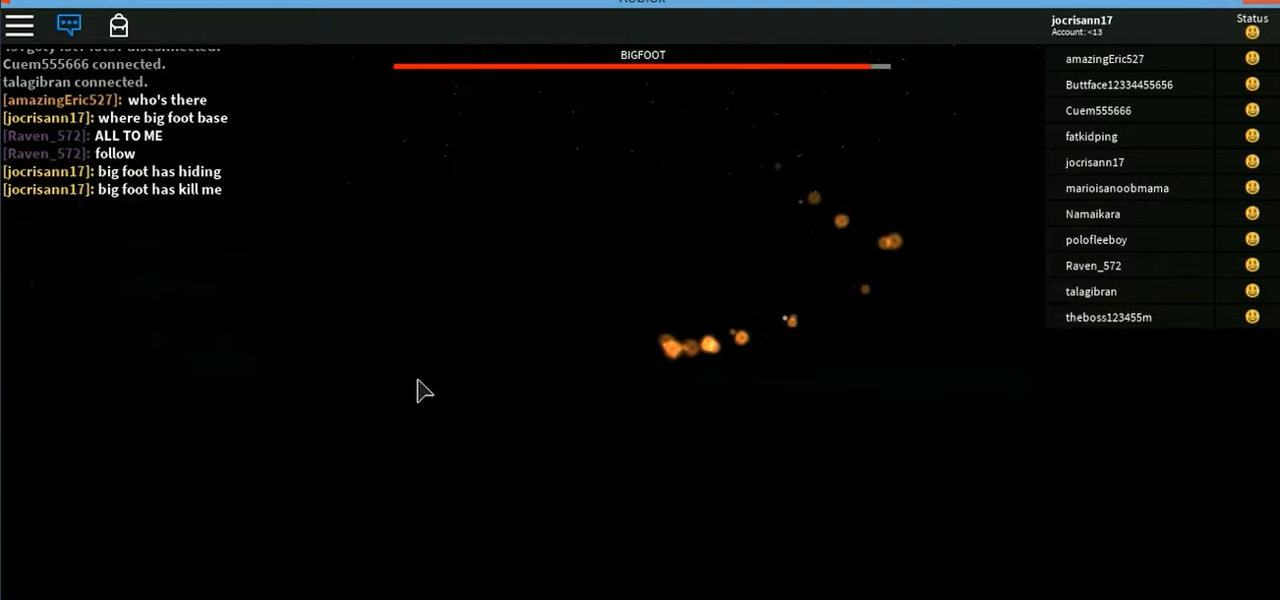 Roblox
jocrisann17
Account: <13
Status
BIGFOOT
Cuem555666 connected.
talagibran connected.
[amazingEric527]: who's there
[jocrisann17]: where big foot base
[Raven_572]: ALL TO ME
[Raven_572]: follow
[jocrisann17]: big foot has hiding
[jocrisann17]: big foot has kill me
amazingEric527
Buttface12334455656
Cuem555666
fatkidping
jocrisann17
marioisanoobmama
Namaikara
polofleeboy
Raven_572
talagibran
theboss123455m